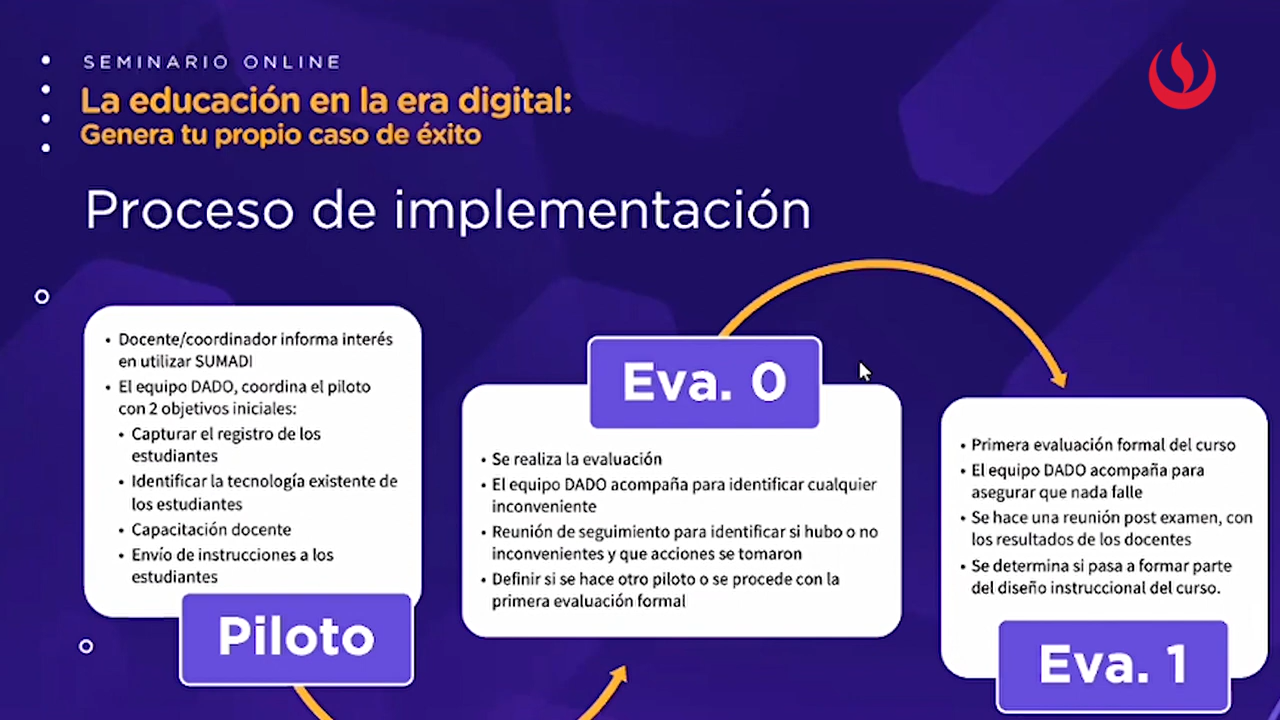 SEMINARIO ONLINE
La educación en la era digital:
Genera tu propio caso de éxito
Proceso de implementación
• Docente/coordinador informa interés
en utilizar SUMADI
• El equipo DADO, coordina el piloto
con 2 objetivos iniciales:
• Capturar el registro de los
estudiantes
• Identificar la tecnología existente de
los estudiantes
• Capacitación docente
• Envío de instrucciones a los
estudiantes
Piloto
Eva. 0
• Se realiza la evaluación
• El equipo DADO acompaña para identificar cualquier
inconveniente
• Reunión de seguimiento para identificar si hubo o no
inconvenientes y que acciones se tomaron
• Definir si se hace otro piloto o se procede con la
primera evaluación formal
• Primera evaluación formal del curso
• El equipo DADO acompaña para
asegurar que nada falle
• Se hace una reunión post examen, con
los resultados de los docentes
• Se determina si pasa a formar parte
del diseño instruccional del curso.
Eva. 1